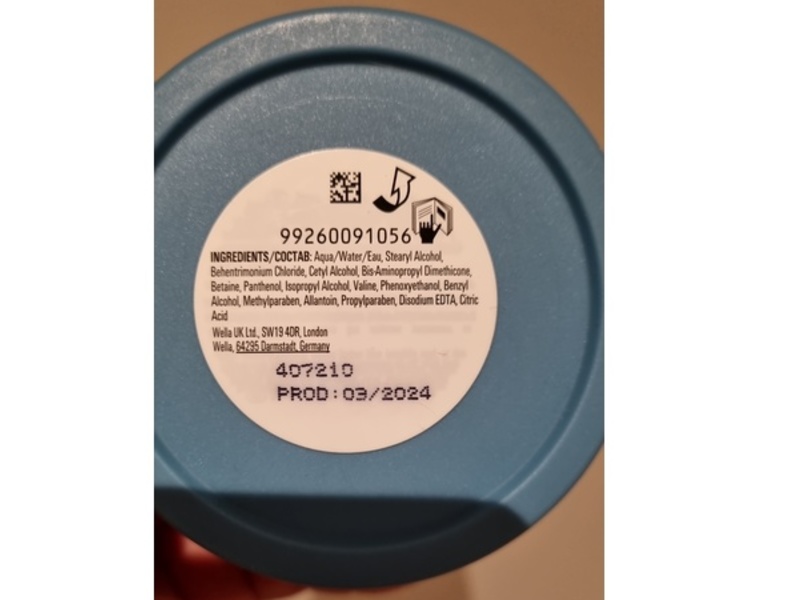 99260091056
INGREDIENTS/СОСТАВ: Aqua/Water/Eau, Stearyl Alcohol,
Behentrimonium Chloride, Cetyl Alcohol, Bis-Aminopropyl Dimethicone,
Betaine, Panthenol, Isopropyl Alcohol, Valine, Phenoxyethanol, Benzyl
Alcohol, Methylparaben, Allantoin, Propylparaben, Disodium EDTA, Citric
Acid
Wella UK Ltd., SW19 4DR, London
Wella, 64295 Darmstadt, Germany
407210
PROD:03/2024